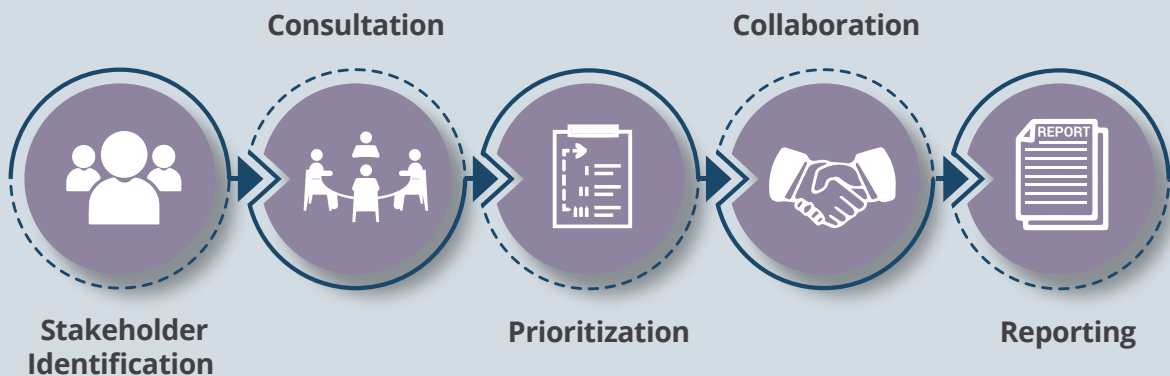 Consultation
Collaboration
REPORT
Stakeholder
Identification
Prioritization
Reporting